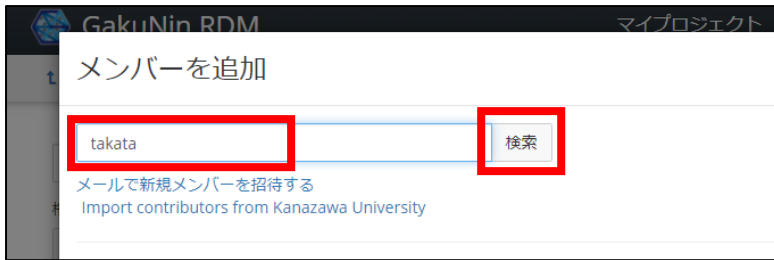 GakuNin RDM マイプロジェクト
メンバーを追加
takata 検索
メールで新規メンバーを招待する
Import contributors from Kanazawa University